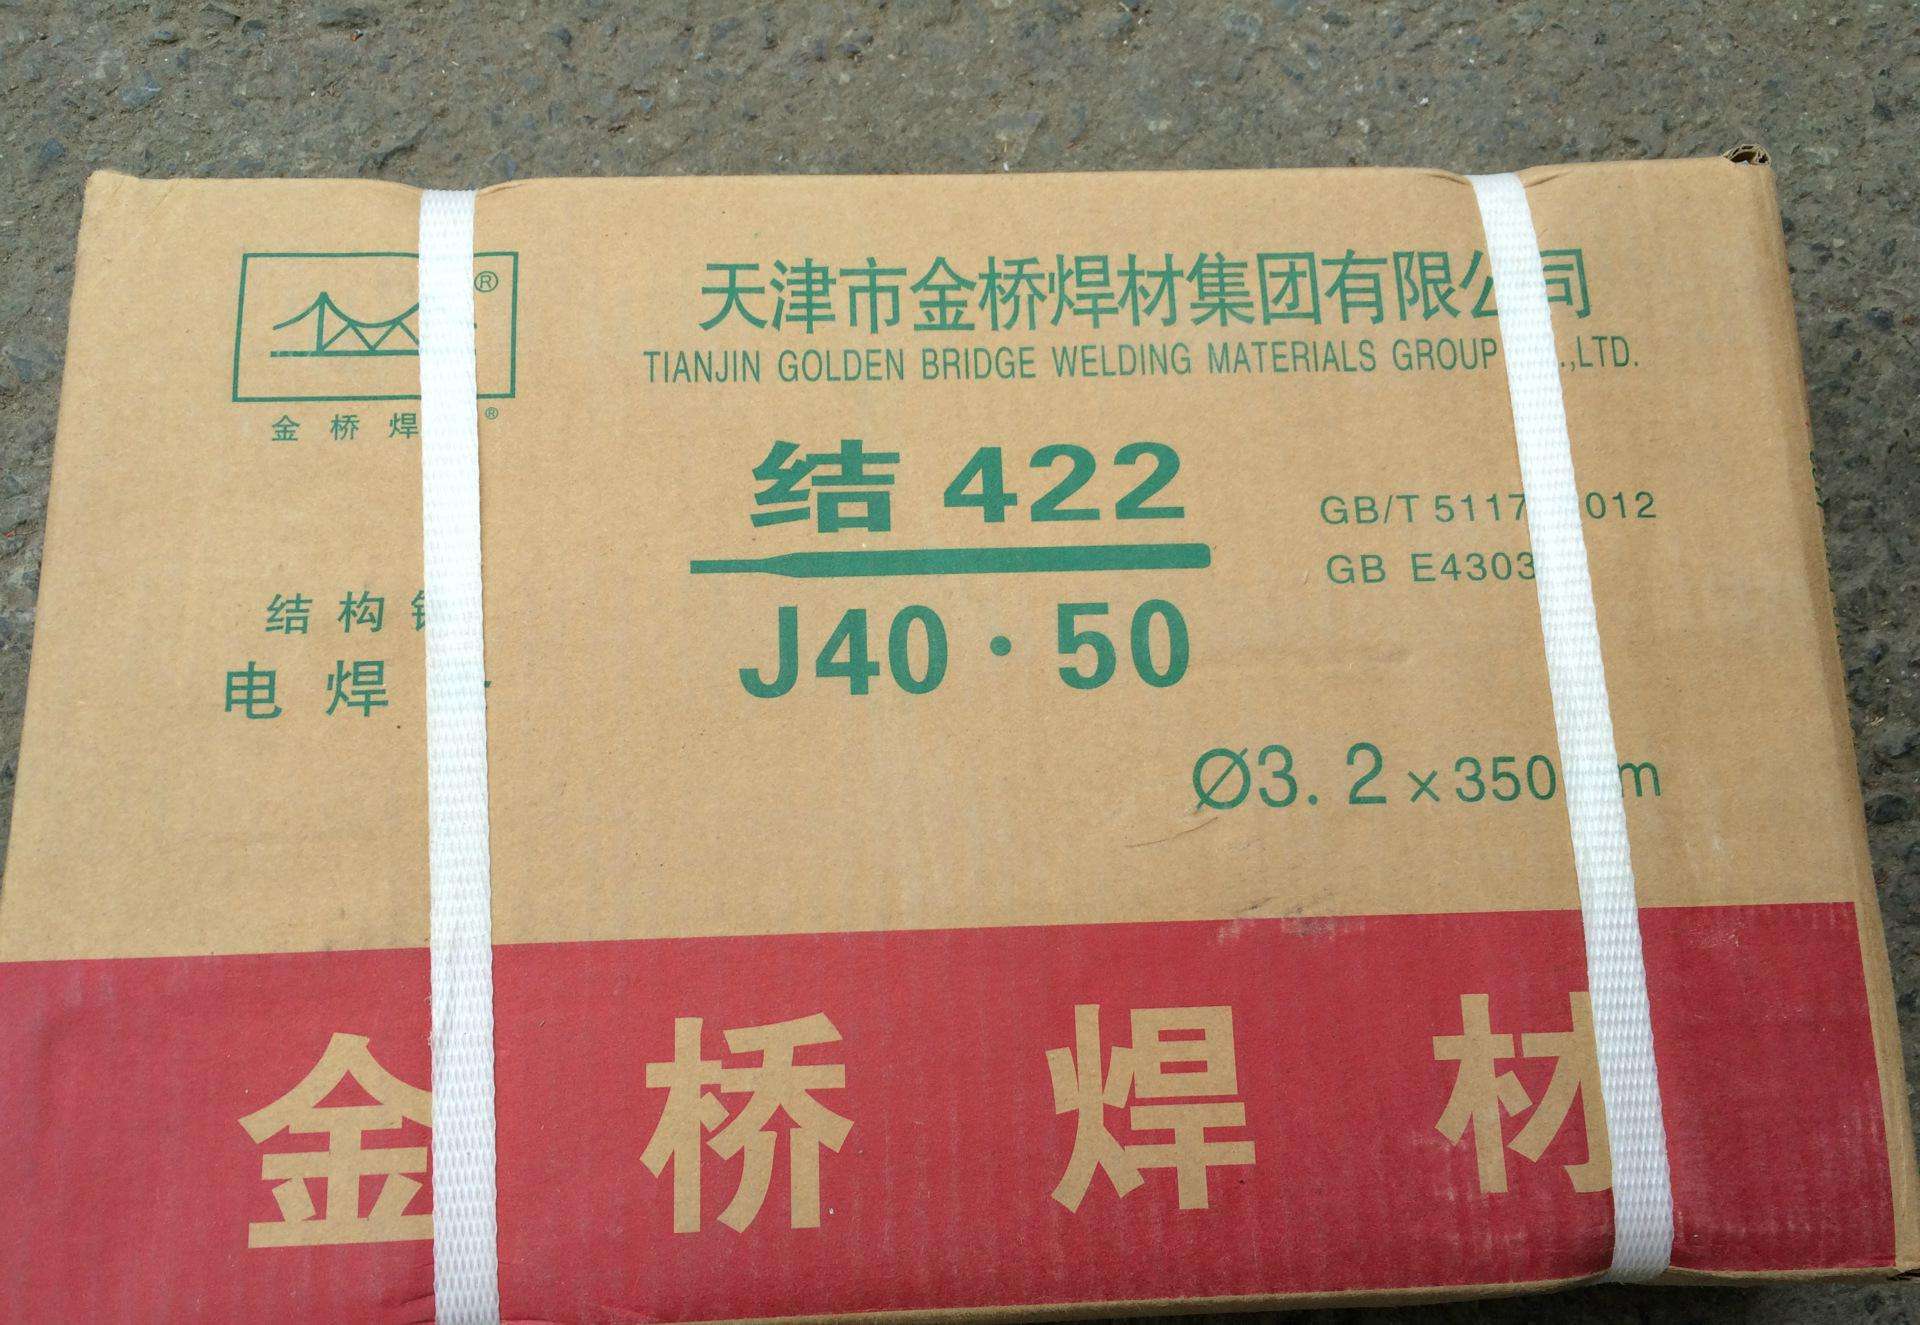 ®
天津市金桥焊材集团有限公司
TIANJIN GOLDEN BRIDGE WELDING MATERIALS GROUP .,LTD.
金桥焊 ®
结 422
GB/T 5117 012
GB E4303
结构
电焊
J40·50
Ø3.2×350 m
金桥焊材